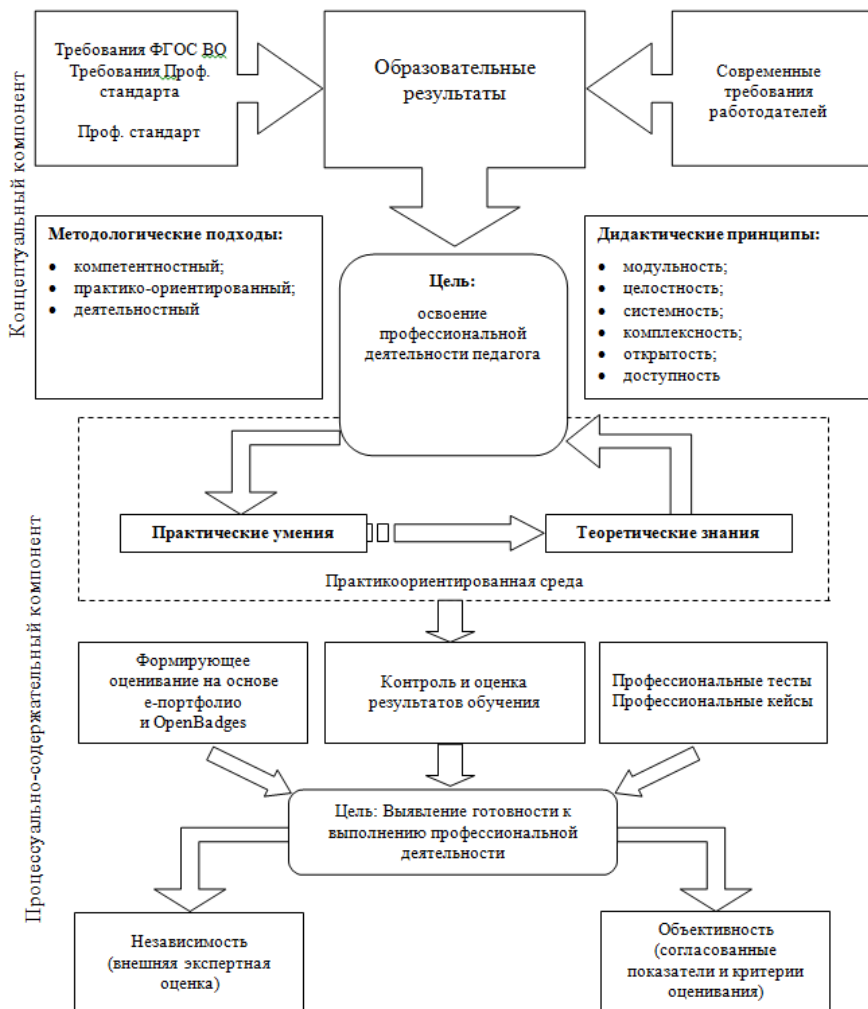 Концептуальный компонент
Требования ФГОС ВО
Требования Проф.
стандарта
Проф. стандарт
Образовательные
результаты
Современные
требования
работодателей
Методологические подходы:
• компетентностный;
• практико-ориентированный;
• деятельностный
Цель:
освоение
профессиональной
деятельности педагога
Дидактические принципы:
• модульность;
• целостность;
• системность;
• комплексность;
• открытость;
• доступность
Процессуально-содержательный компонент
Практические умения
Теоретические знания
Практикоориентированная среда
Формирующее
оценивание на основе
е-портфолио
и OpenBadges
Контроль и оценка
результатов обучения
Профессиональные тесты
Профессиональные кейсы
Цель: Выявление готовности к
выполнению профессиональной
деятельности
Независимость
(внешняя экспертная
оценка)
Объективность
(согласованные
показатели и критерии
оценивания)